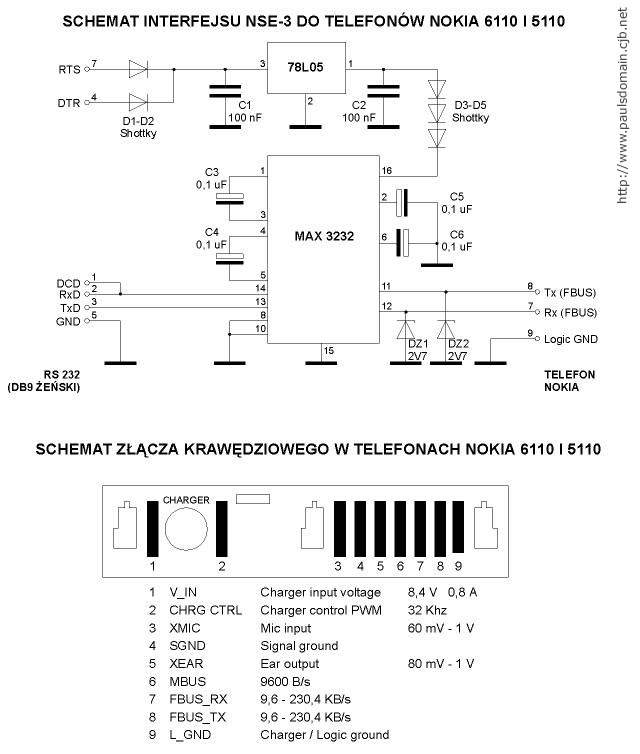 SCHEMAT INTERFEJSU NSE-3 DO TELEFONÓW NOKIA 6110 I 5110
http://www.paulsdomain.cjb.net
RTS 7
3 78L05 1
2
DTR 4
D1-D2
Shottky
C1
100 nF
C2
100 nF
D3-D5
Shottky
C3
0,1 uF
1
3
C4
0,1 uF
4
5
MAX 3232
16
2
C5
0,1 uF
6
C6
0,1 uF
DCD 1
RxD 2
14
TxD 3
13
GND 5
8
10
15
11
12
8 Tx (FBUS)
7 Rx (FBUS)
9 Logic GND
DZ1
2V7
DZ2
2V7
RS 232
(DB9 ŻEŃSKI)
TELEFON
NOKIA
SCHEMAT ZŁĄCZA KRAWĘDZIOWEGO W TELEFONACH NOKIA 6110 I 5110
CHARGER
1 2 3 4 5 6 7 8 9
1 V_IN Charger input voltage 8,4 V 0,8 A
2 CHRG CTRL Charger control PWM 32 Khz
3 XMIC Mic input 60 mV - 1 V
4 SGND Signal ground
5 XEAR Ear output 80 mV - 1 V
6 MBUS 9600 B/s
7 FBUS_RX 9,6 - 230,4 KB/s
8 FBUS_TX 9,6 - 230,4 KB/s
9 L_GND Charger / Logic ground